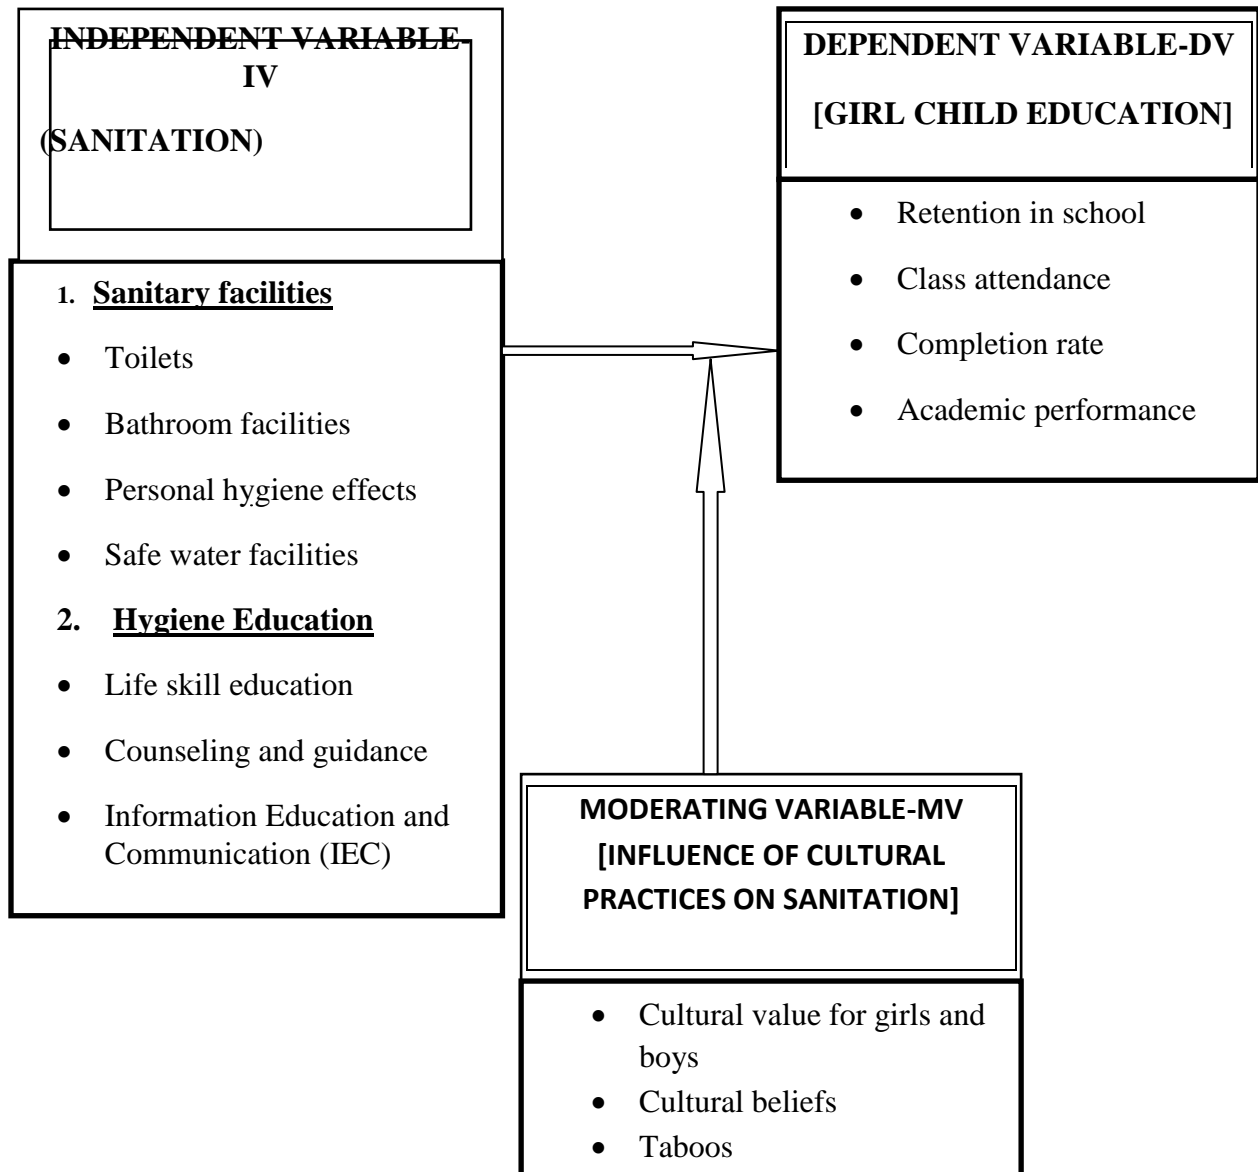 INDEPENDENT VARIABLE-
IV
(SANITATION)
1. Sanitary facilities
• Toilets
• Bathroom facilities
• Personal hygiene effects
• Safe water facilities
2. Hygiene Education
• Life skill education
• Counseling and guidance
• Information Education and
Communication (IEC)
DEPENDENT VARIABLE-DV
[GIRL CHILD EDUCATION]
• Retention in school
• Class attendance
• Completion rate
• Academic performance
MODERATING VARIABLE-MV
[INFLUENCE OF CULTURAL
PRACTICES ON SANITATION]
• Cultural value for girls and
boys
• Cultural beliefs
• Taboos